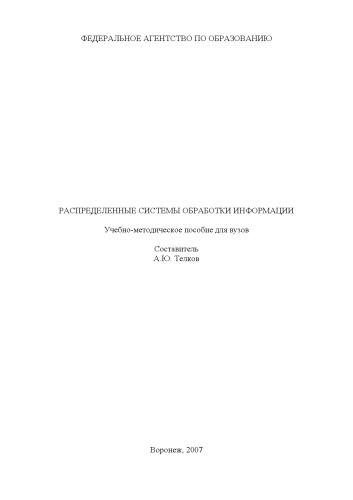 ФЕДЕРАЛЬНОЕ АГЕНТСТВО ПО ОБРАЗОВАНИЮ
РАСПРЕДЕЛЕННЫЕ СИСТЕМЫ ОБРАБОТКИ ИНФОРМАЦИИ
Учебно-методическое пособие для вузов
Составитель
А.Ю. Телков
Воронеж, 2007